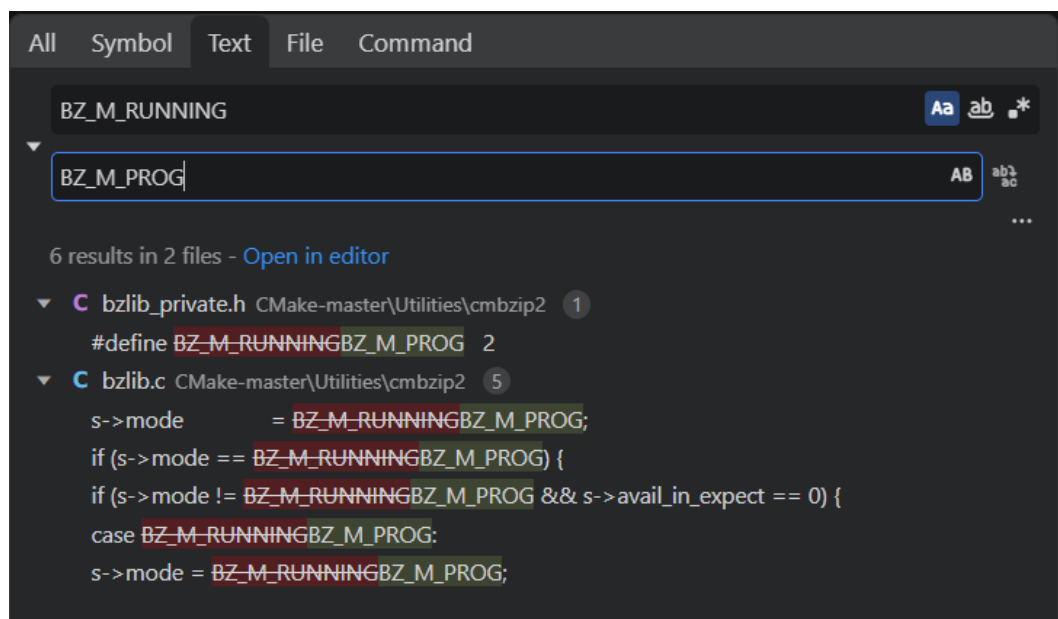 All Symbol Text File Command
BZ_M_RUNNING Aa ab .*
BZ_M_PROG AB ab ac
...
6 results in 2 files - Open in editor
C bzlib_private.h CMake-master\Utilities\cmbzip2 1
#define BZ_M_RUNNINGBZ_M_PROG 2
C bzlib.c CMake-master\Utilities\cmbzip2 5
s->mode = BZ_M_RUNNINGBZ_M_PROG;
if (s->mode == BZ_M_RUNNINGBZ_M_PROG) {
if (s->mode != BZ_M_RUNNINGBZ_M_PROG && s->avail_in_expect == 0) {
case BZ_M_RUNNINGBZ_M_PROG:
s->mode = BZ_M_RUNNINGBZ_M_PROG;